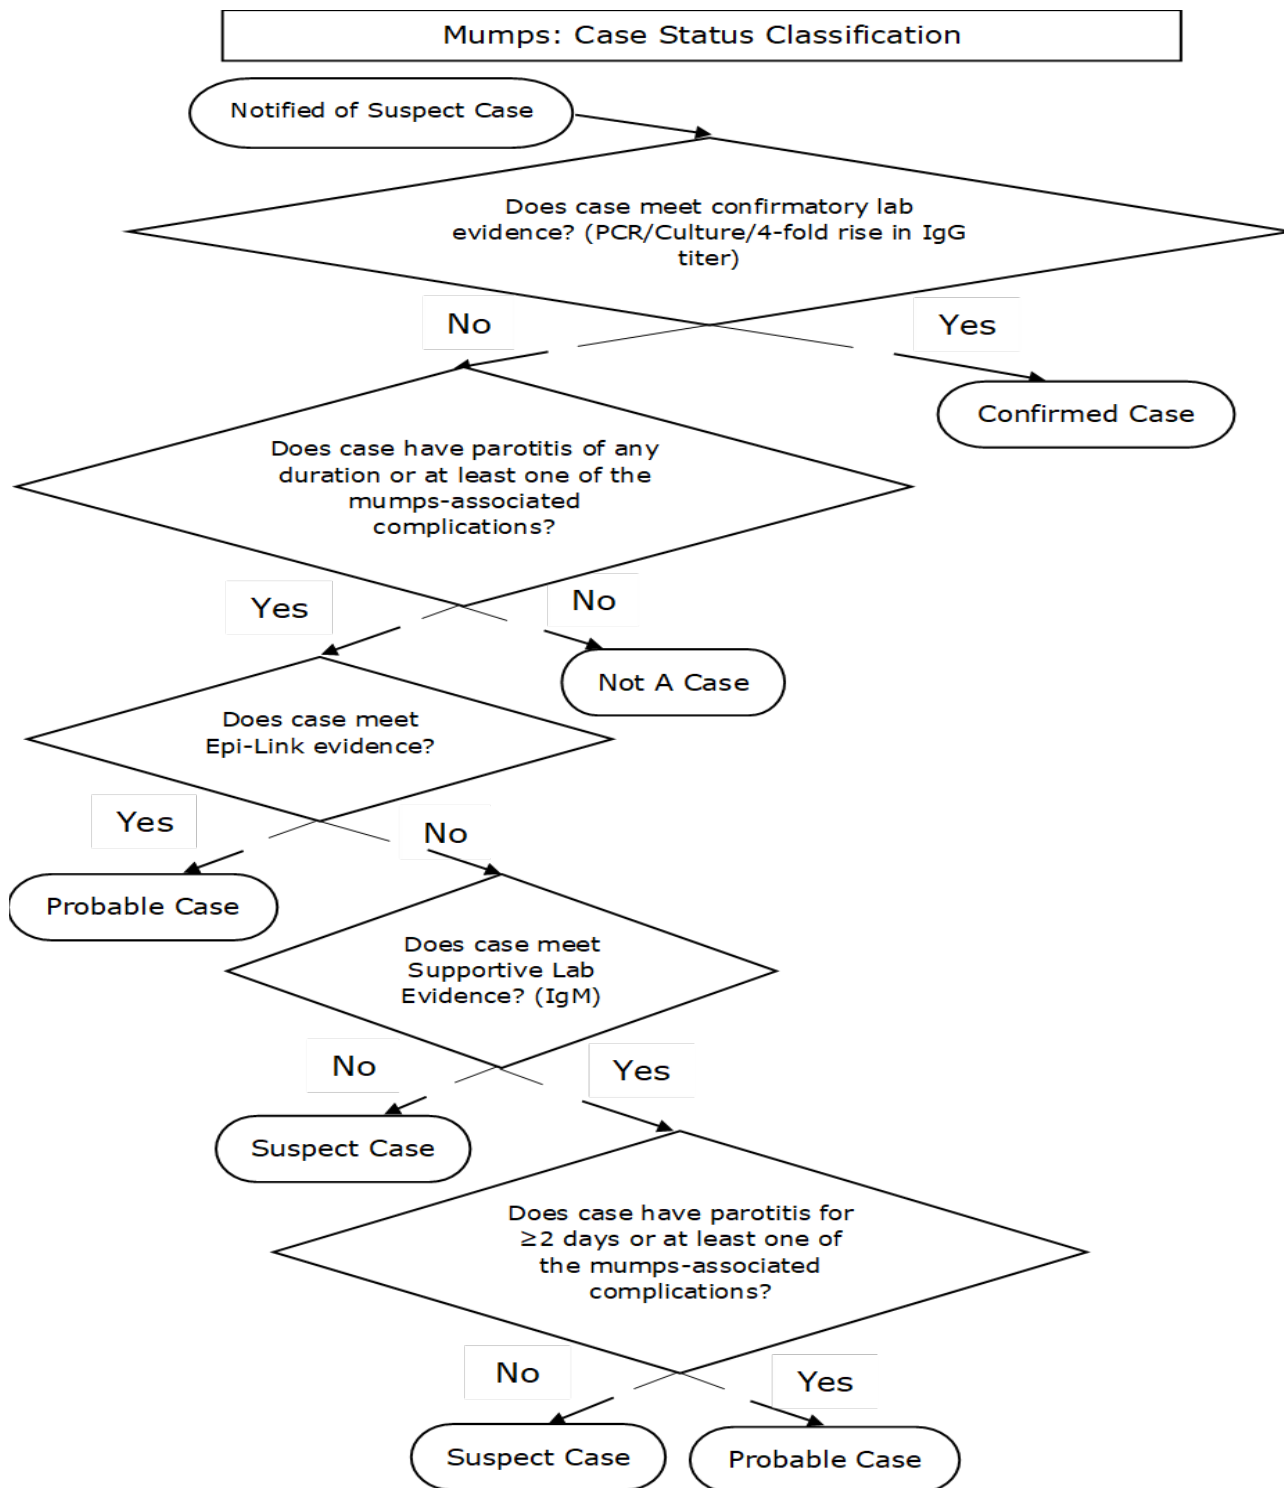 Mumps: Case Status Classification
Notified of Suspect Case
Does case meet confirmatory lab
evidence? (PCR/Culture/4-fold rise in IgG
titer)
No
Yes
Confirmed Case
Does case have parotitis of any
duration or at least one of the
mumps-associated
complications?
Yes
No
Not A Case
Does case meet
Epi-Link evidence?
Yes
No
Probable Case
Does case meet
Supportive Lab
Evidence? (IgM)
No
Yes
Suspect Case
Does case have parotitis for
≥2 days or at least one of
the mumps-associated
complications?
No
Yes
Suspect Case
Probable Case